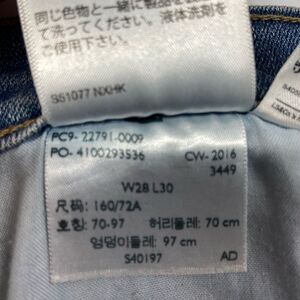 同じ色物と一緒に製品を
て洗ってください。液体洗剤を
ご使用下さい。
SS1077 NXHK
PC9- 22791-0009
PO- 4100293536
CW- 2016
3449
W28 L30
尺码: 160/72A
호칭: 70-97 허리둘레: 70 cm
엉덩이둘레: 97 cm
S40197 AD